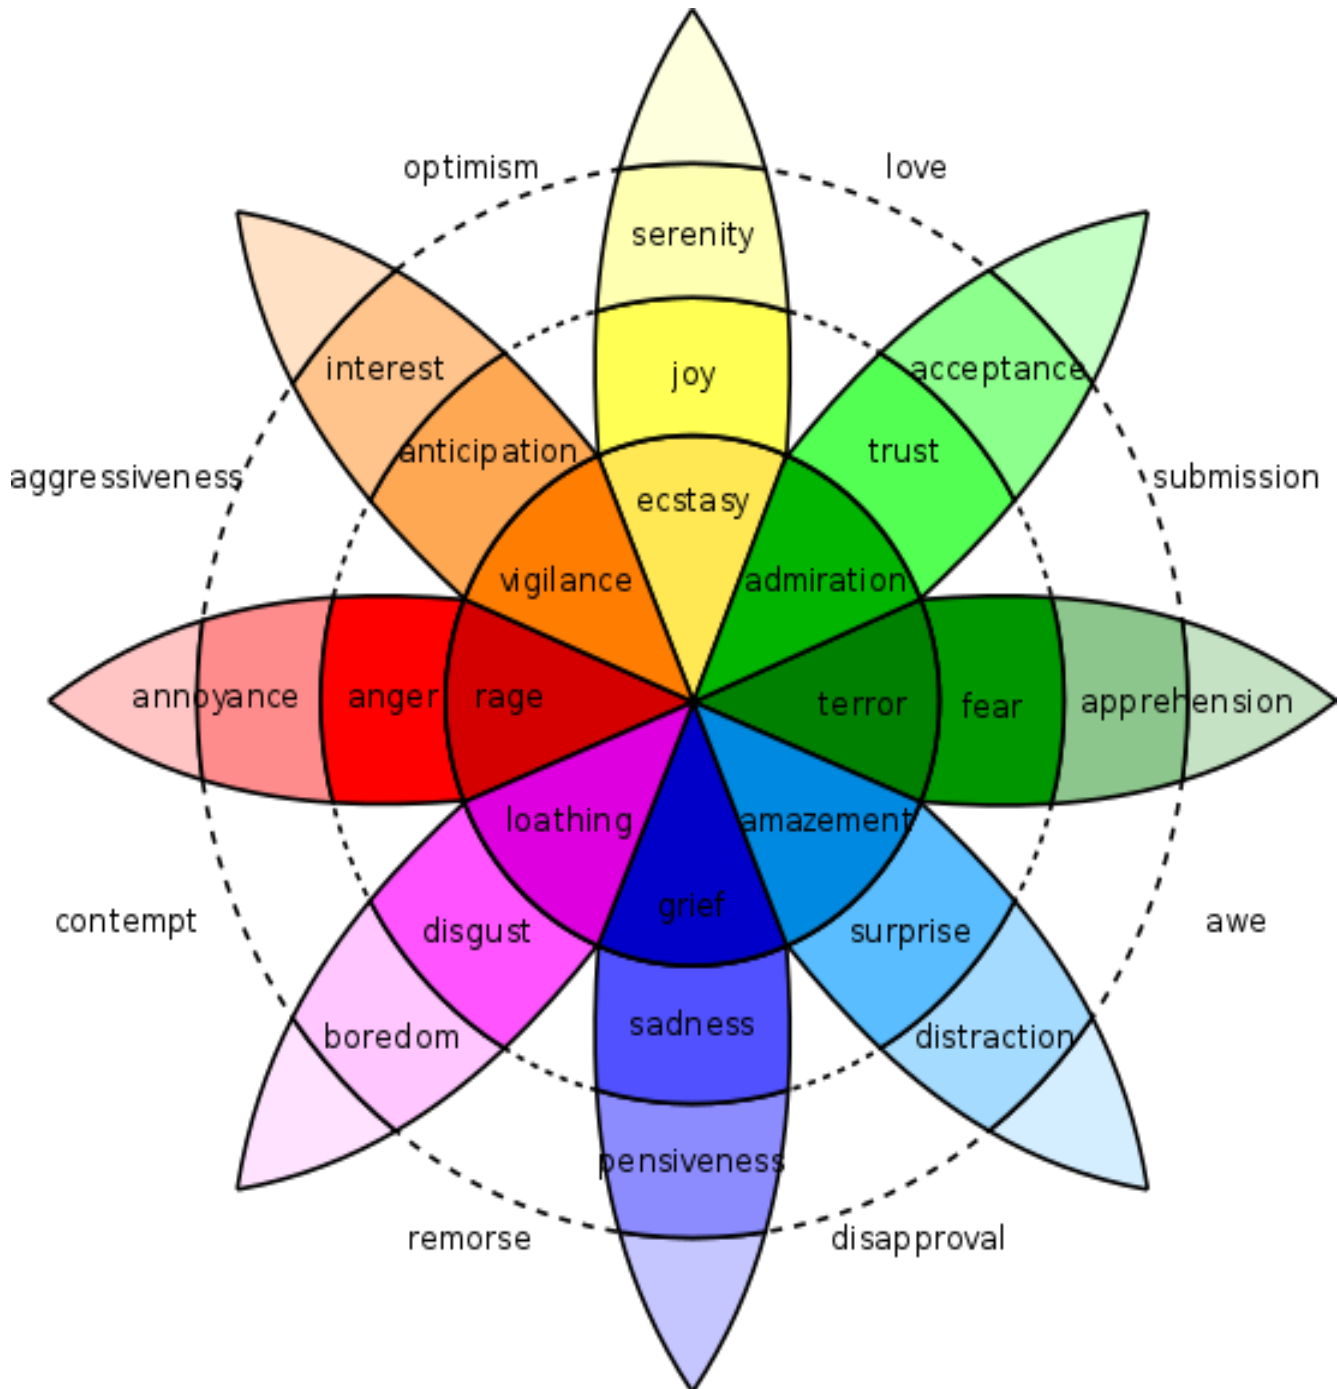 optimism
love
serenity
interest
acceptance
joy
anticipation
trust
aggressiveness
submission
ecstasy
vigilance
admiration
annoyance
anger
rage
terror
fear
apprehension
loathing
amazement
grief
contempt
awe
disgust
surprise
sadness
boredom
distraction
pensiveness
remorse
disapproval